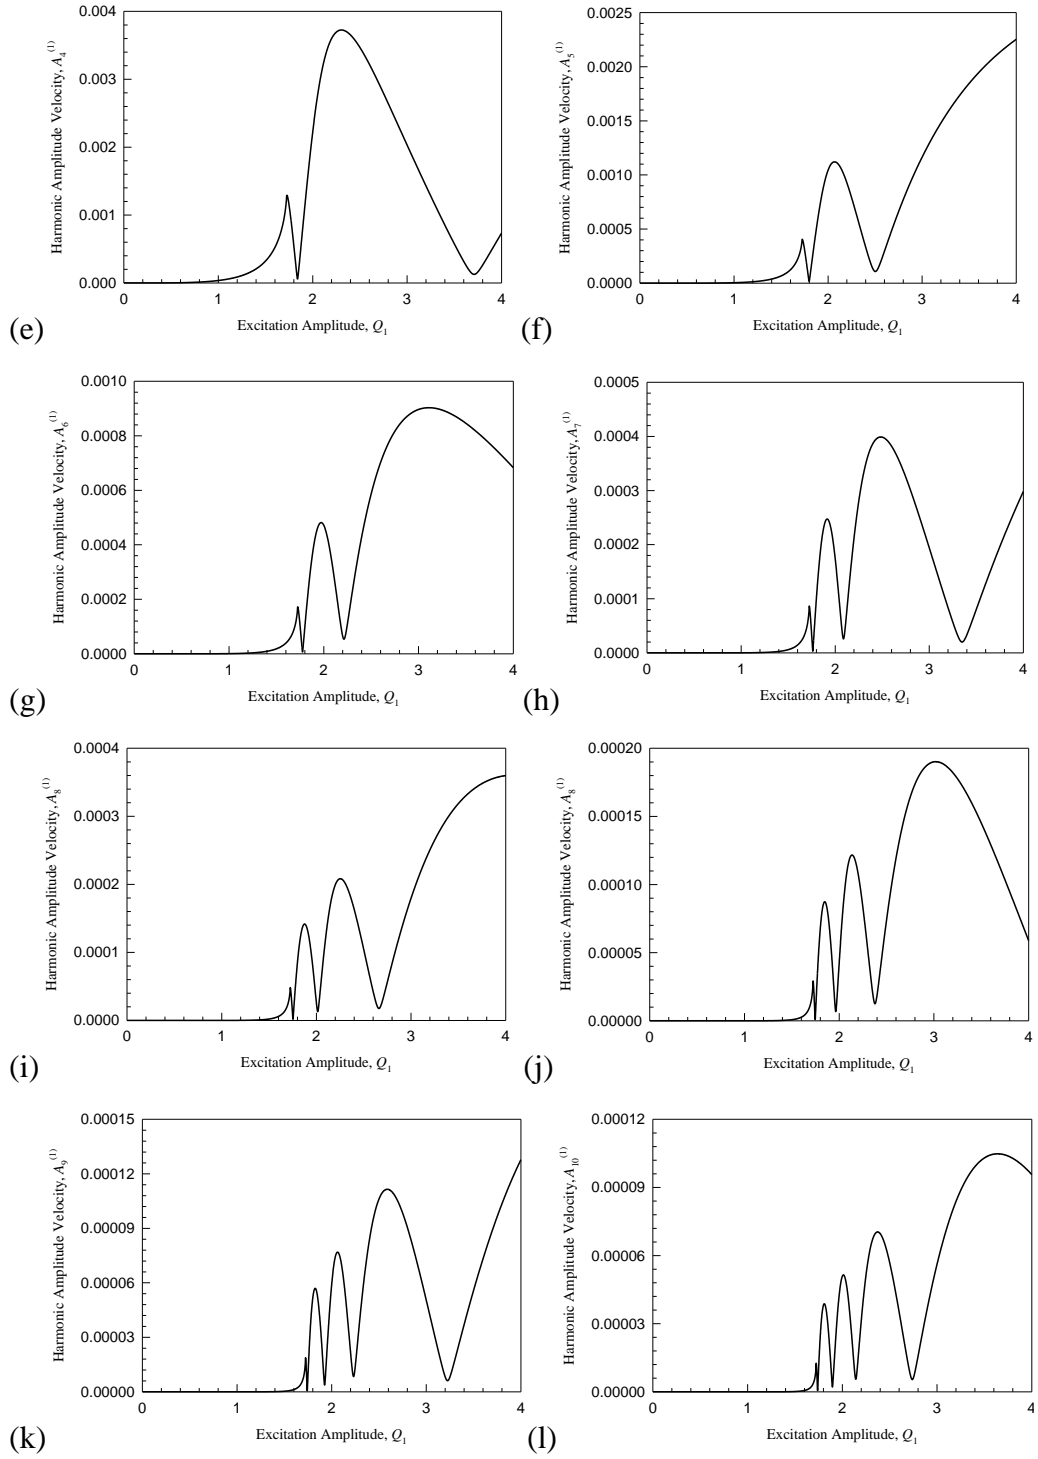 0.004
0.003
0.002
0.001
0.000
0 1 2 3 4
Harmonic Amplitude Velocity, A₄⁽¹⁾
Excitation Amplitude, Q₁
(e)
0.0025
0.0020
0.0015
0.0010
0.0005
0.0000
0 1 2 3 4
Harmonic Amplitude Velocity, A₅⁽¹⁾
Excitation Amplitude, Q₁
(f)
0.0010
0.0008
0.0006
0.0004
0.0002
0.0000
0 1 2 3 4
Harmonic Amplitude Velocity, A₆⁽¹⁾
Excitation Amplitude, Q₁
(g)
0.0005
0.0004
0.0003
0.0002
0.0001
0.0000
0 1 2 3 4
Harmonic Amplitude Velocity, A₇⁽¹⁾
Excitation Amplitude, Q₁
(h)
0.0004
0.0003
0.0002
0.0001
0.0000
0 1 2 3 4
Harmonic Amplitude Velocity, A₈⁽¹⁾
Excitation Amplitude, Q₁
(i)
0.00020
0.00015
0.00010
0.00005
0.00000
0 1 2 3 4
Harmonic Amplitude Velocity, A₈⁽¹⁾
Excitation Amplitude, Q₁
(j)
0.00015
0.00012
0.00009
0.00006
0.00003
0.00000
0 1 2 3 4
Harmonic Amplitude Velocity, A₉⁽¹⁾
Excitation Amplitude, Q₁
(k)
0.00012
0.00009
0.00006
0.00003
0.00000
0 1 2 3 4
Harmonic Amplitude Velocity, A₁₀⁽¹⁾
Excitation Amplitude, Q₁
(l)